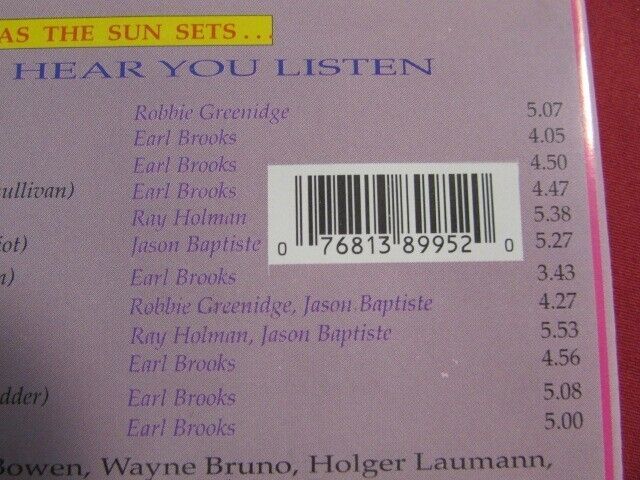 AS THE SUN SETS...
HEAR YOU LISTEN
Robbie Greenidge 5.07
Earl Brooks 4.05
Earl Brooks 4.50
ullivan) Earl Brooks 4.47
Ray Holman 5.38
iot) Jason Baptiste 5.27
0 76813 89952 0
n) Earl Brooks 3.43
Robbie Greenidge, Jason Baptiste 4.27
Ray Holman, Jason Baptiste 5.53
Earl Brooks 4.56
dder) Earl Brooks 5.08
Earl Brooks 5.00
Bowen, Wayne Bruno, Holger Laumann,